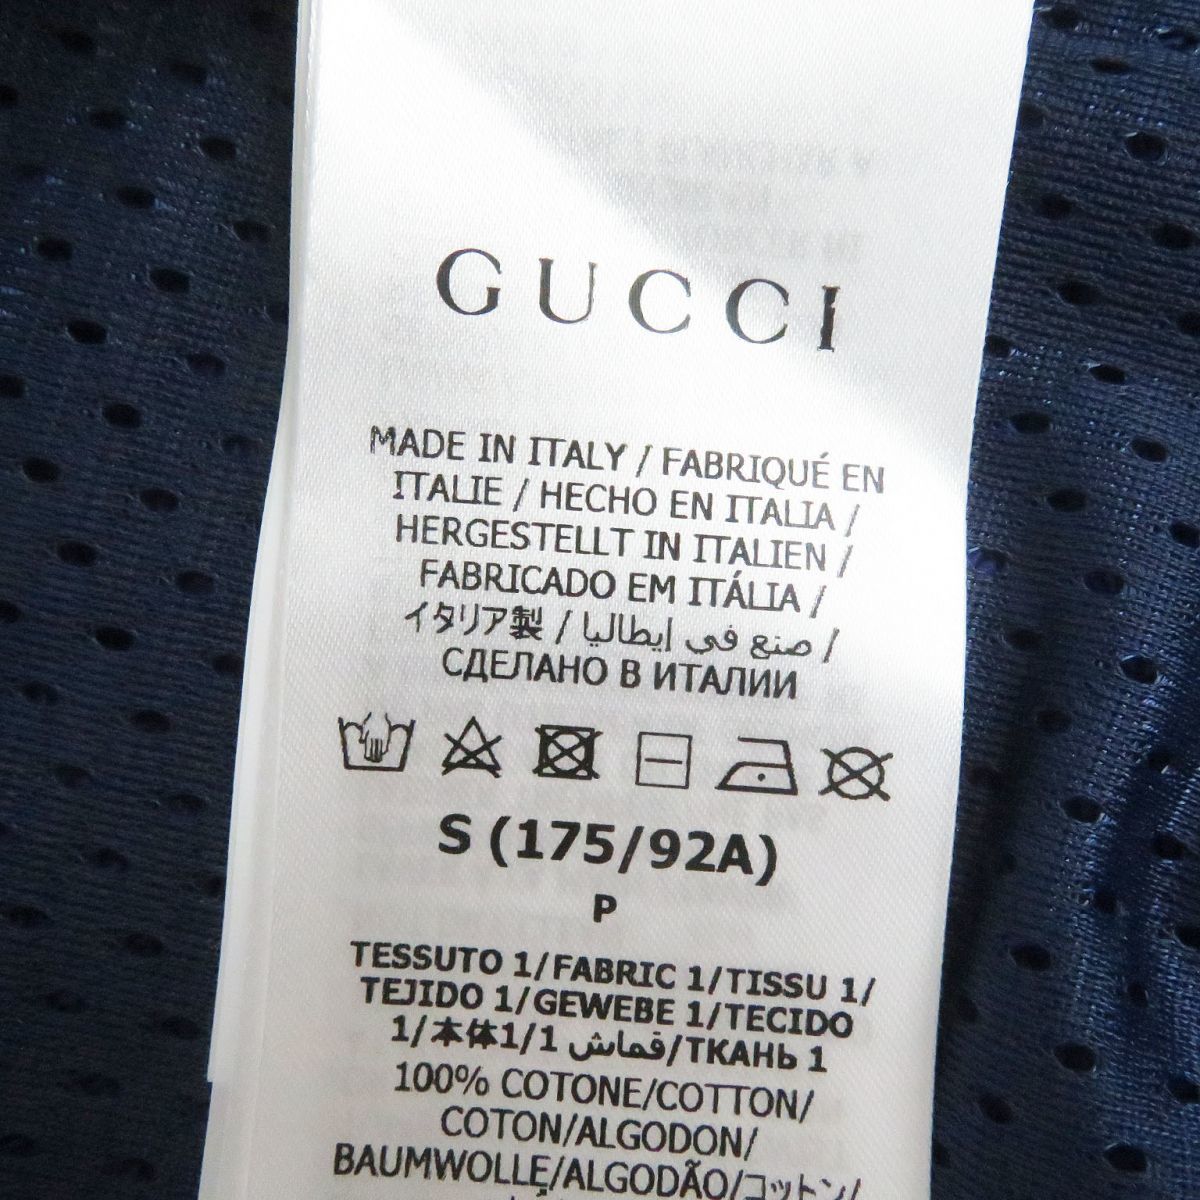 GUCCI
MADE IN ITALY / FABRIQUÉ EN
ITALIE / HECHO EN ITALIA /
HERGESTELLT IN ITALIEN /
FABRICADO EM ITÁLIA /
イタリア製 / صنع في إيطاليا /
СДЕЛАНО В ИТАЛИИ
S (175/92A)
P
TESSUTO 1/FABRIC 1/TISSU 1/
TEJIDO 1/GEWEBE 1/TECIDO
1/本体1/1 قماش/ТКАНЬ 1
100% COTONE/COTTON/
COTON/ALGODON/
BAUMWOLLE/ALGODÃO/コットン/